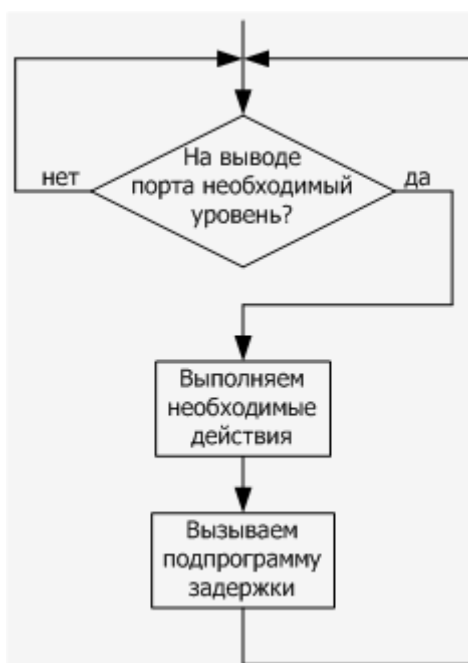 На выводе
нет
порта необходимый
да
уровень?
Выполняем
необходимые
действия
Вызываем
подпрограмму
задержки